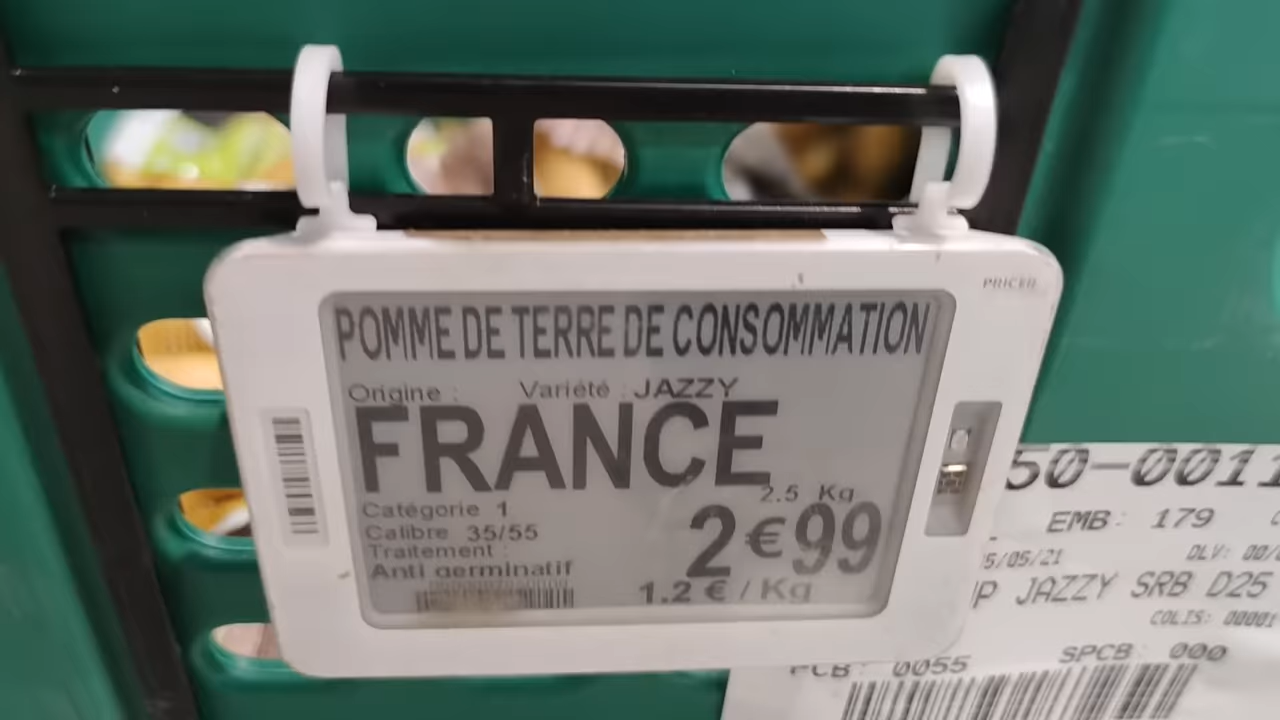 PRICER
POMME DE TERRE DE CONSOMMATION
Origine : Variété : JAZZY
FRANCE
2.5 Kg
Catégorie 1
Calibre 35/55
2€99
Traitement :
Anti germinatif
1.2 € / Kg
50-0011
EMB: 179
5/05/21 DLV: 00/
P JAZZY SRB D25
COLIS: 00001
PCB: 0055 SPCB: 000